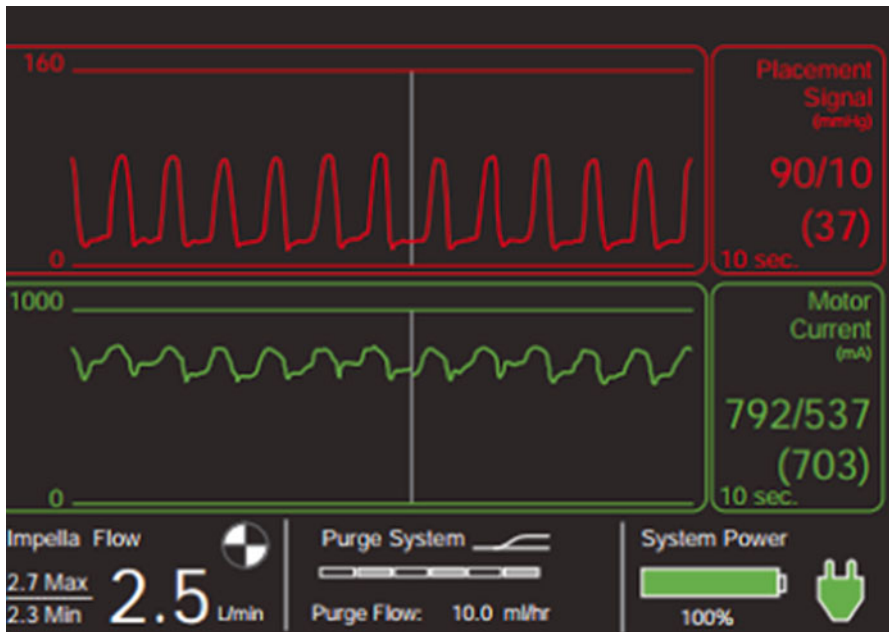 160
0
Placement
Signal
(mmHg)
90/10
(37)
10 sec.
1000
0
Motor
Current
(mA)
792/537
(703)
10 sec.
Impella Flow
2.7 Max
2.3 Min
2.5 L/min
Purge System
Purge Flow: 10.0 ml/hr
System Power
100%